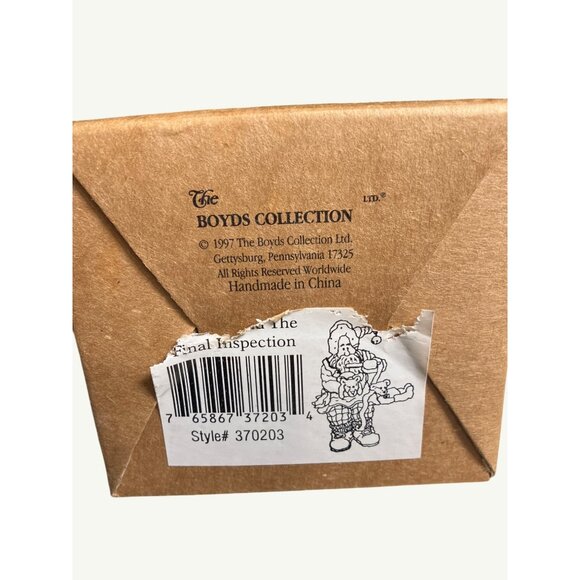 The
LTD.®
BOYDS COLLECTION
© 1997 The Boyds Collection Ltd.
Gettysburg, Pennsylvania 17325
All Rights Reserved Worldwide
Handmade in China
The
Final Inspection
7 65867 37203 4
Style# 370203